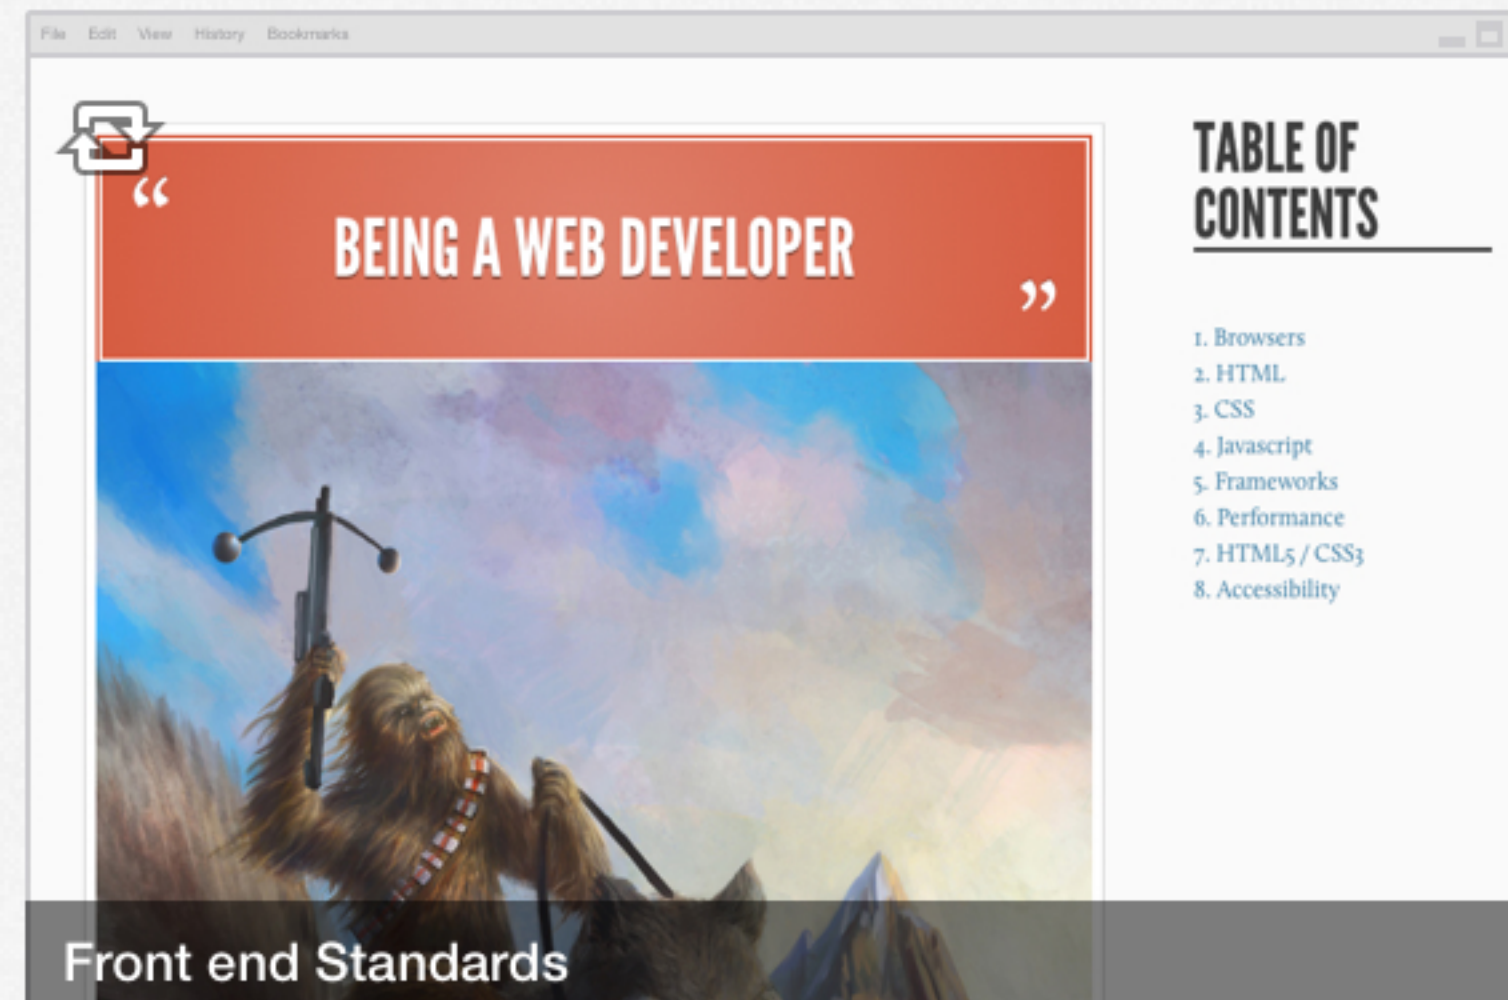 File Edit View History Bookmarks
“
BEING A WEB DEVELOPER
”
TABLE OF
CONTENTS
1. Browsers
2. HTML
3. CSS
4. Javascript
5. Frameworks
6. Performance
7. HTML5 / CSS3
8. Accessibility
Front end Standards